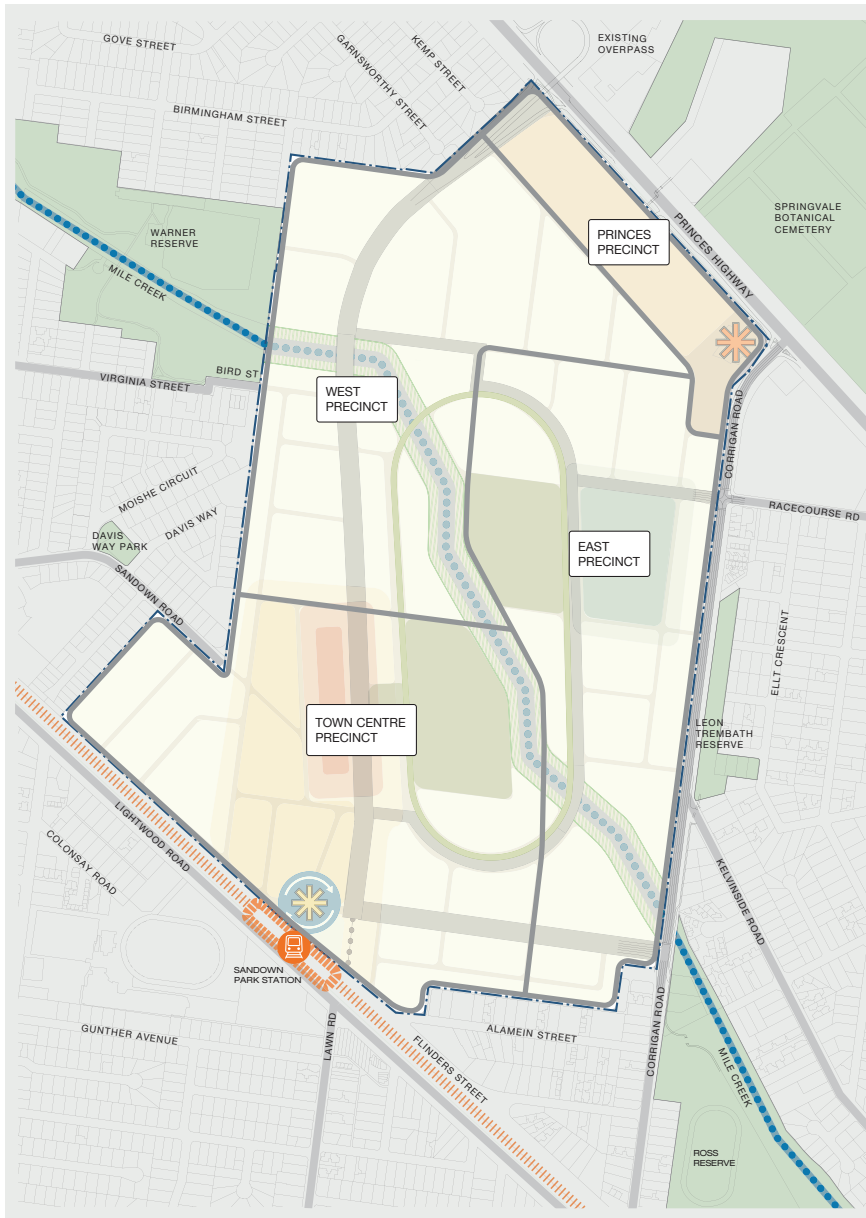 GOVE STREET
KEMP STREET
GARNSWORTHY STREET
EXISTING
OVERPASS
BIRMINGHAM STREET
SPRINGVALE
BOTANICAL
CEMETERY
WARNER
RESERVE
PRINCES
PRECINCT
PRINCES HIGHWAY
MILE CREEK
BIRD ST
VIRGINIA STREET
WEST
PRECINCT
CORRIGAN ROAD
MOISHE CIRCUIT
DAVIS WAY
RACECOURSE RD
DAVIS
WAY PARK
EAST
PRECINCT
SANDOWN ROAD
ELLT CRESCENT
TOWN CENTRE
PRECINCT
LEON
TREMBATH
RESERVE
LIGHTWOOD ROAD
COLONSAY ROAD
KELVINSIDE ROAD
SANDOWN
PARK STATION
GUNTHER AVENUE
LAWN RD
FLINDERS STREET
ALAMEIN STREET
CORRIGAN ROAD
MILE CREEK
ROSS
RESERVE